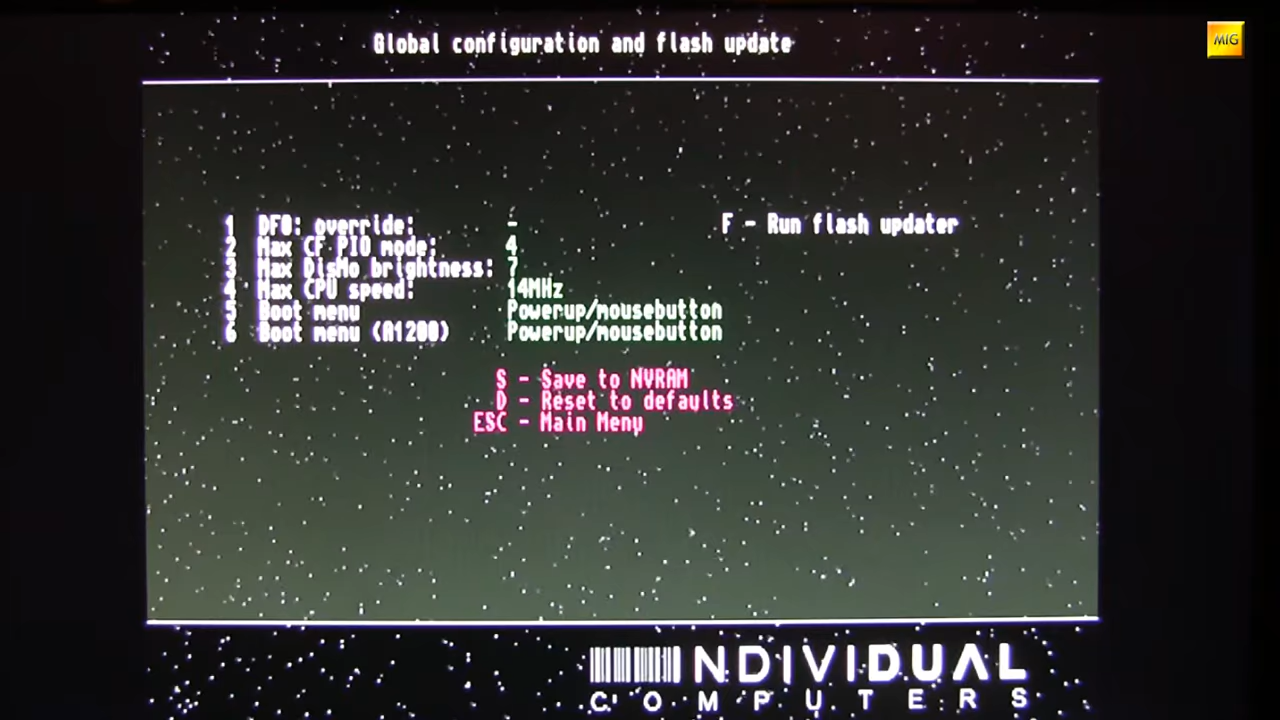 Global configuration and flash update
MIG
1 DF0: override: - F - Run flash updater
2 Max CF PIO mode: 4
3 Max DisMo brightness: 7
4 Max CPU speed: 14MHz
5 Boot menu Powerup/mousebutton
6 Boot menu (A1200) Powerup/mousebutton
S - Save to NVRAM
D - Reset to defaults
ESC - Main Menu
INDIVIDUAL
COMPUTERS